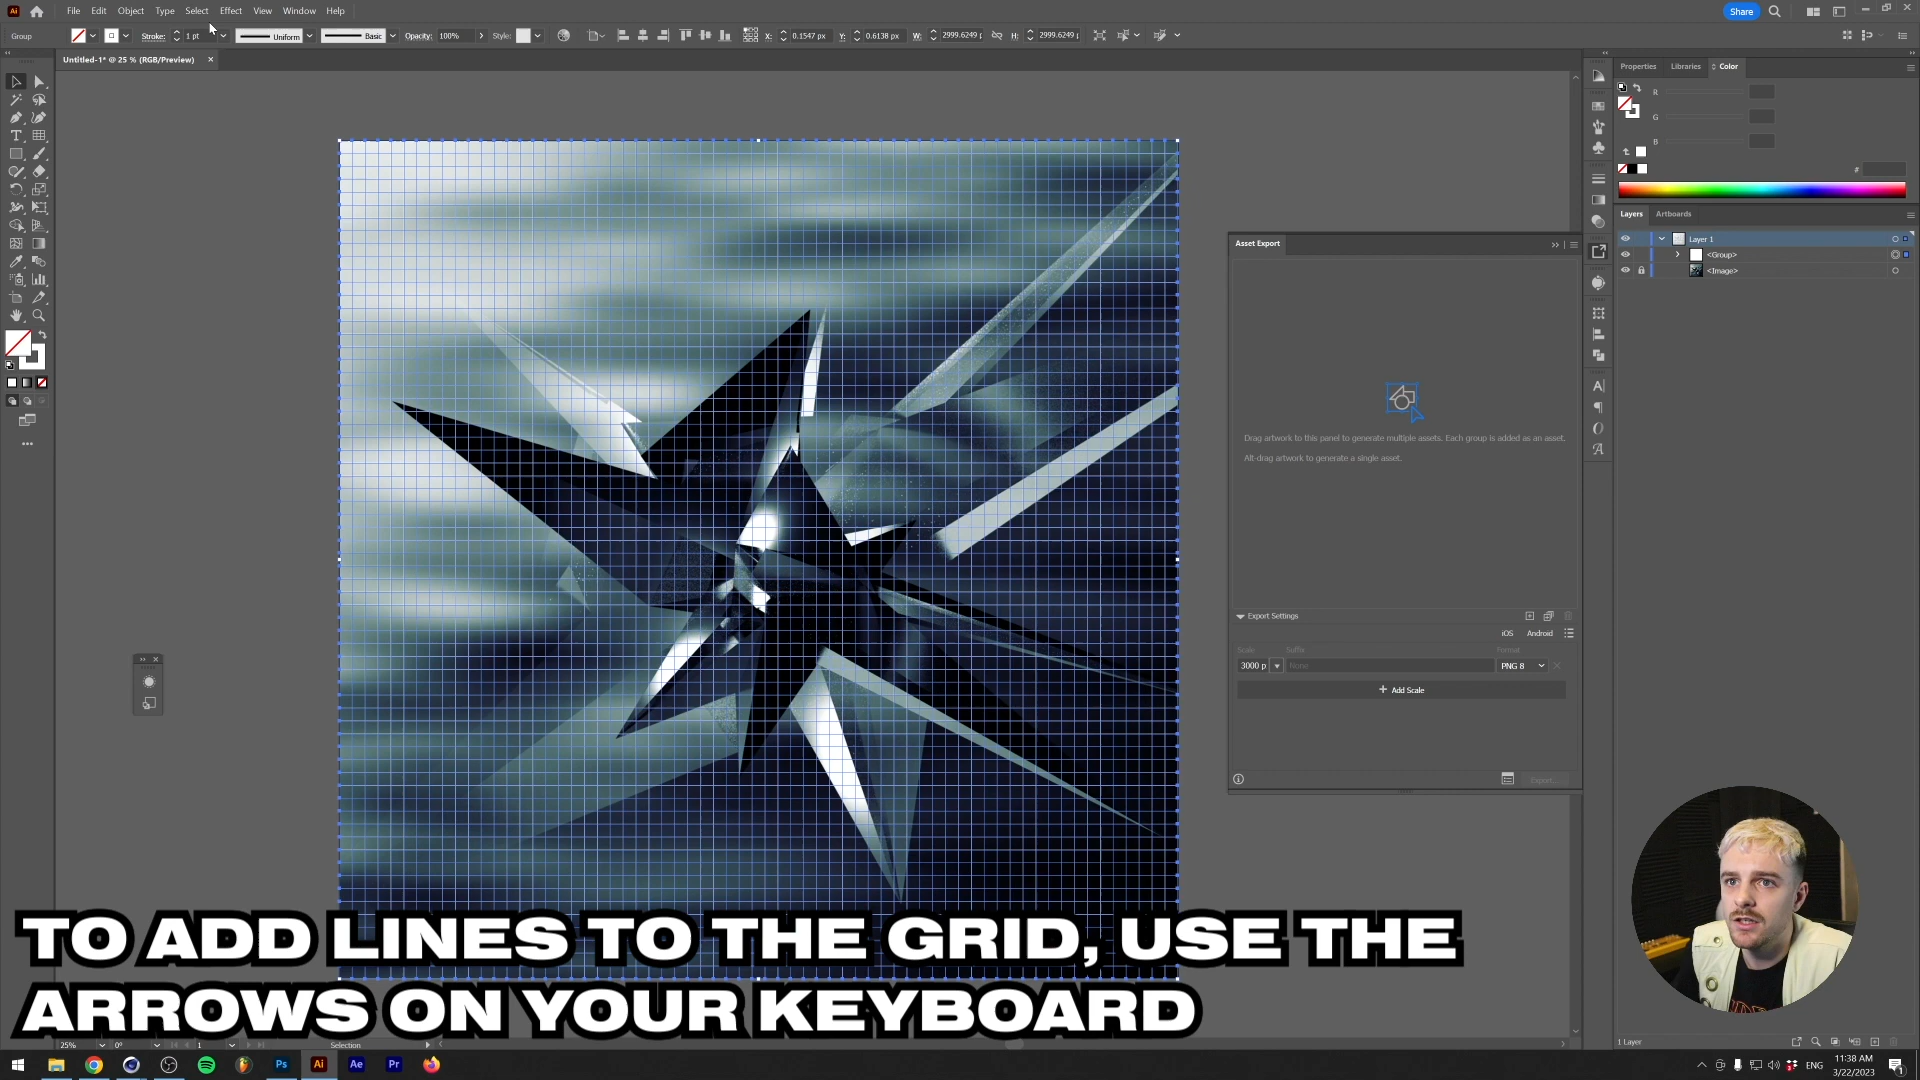 File Edit Object Type Select Effect View Window Help
Share
Group Stroke: 1 pt Uniform Basic Opacity: 100% Style: X: 0.1547 px Y: 0.6138 px W: 2999.6249 H: 2999.6249
Untitled-1* @ 25 % (RGB/Preview)
Properties Libraries Color
R
G
B
#
Layers Artboards
Layer 1
<Group>
<Image>
Asset Export
Drag artwork to this panel to generate multiple assets. Each group is added as an asset.
Alt-drag artwork to generate a single asset.
Export Settings
iOS Android
Scale Suffix Format
3000 p None PNG 8
+ Add Scale
Export...
TO ADD LINES TO THE GRID, USE THE
ARROWS ON YOUR KEYBOARD
25% 0° 1 Selection
1 Layer
Ps Ai Ae Pr
ENG
11:38 AM
3/22/2023